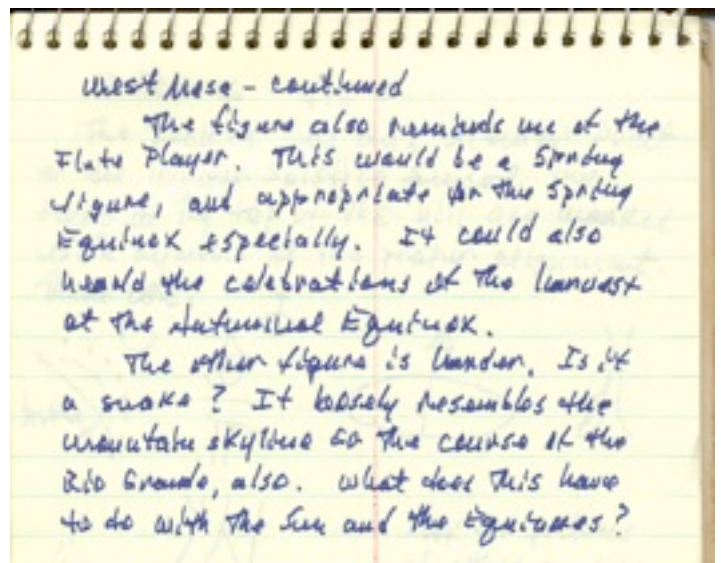 West Mesa - continued
The figure also reminds me of the
Flute Player. This would be a Spring
figure, and appropriate for the Spring
Equinox especially. It could also
herald the celebrations of the harvest
at the Autumnal Equinox.
The other figure is harder. Is it
a snake? It loosely resembles the
mountain skyline or the course of the
Rio Grande, also. What does this have
to do with the Sun and the Equinoxes?